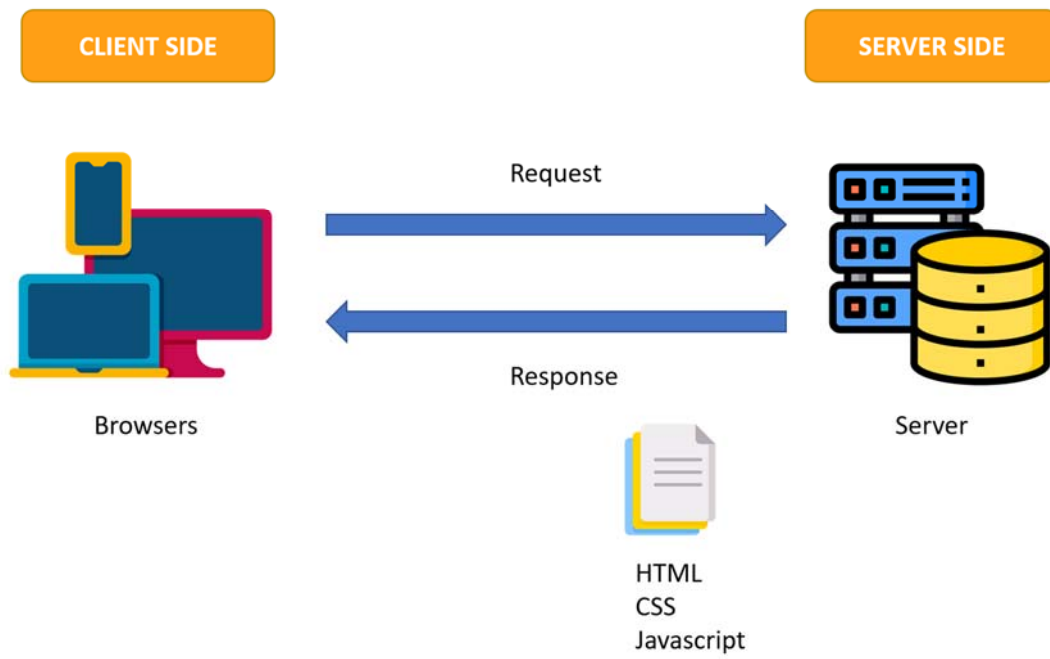 CLIENT SIDE
SERVER SIDE
Request
Response
Browsers
Server
HTML
CSS
Javascript